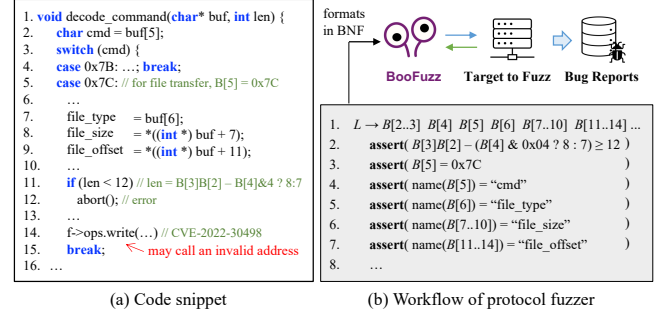 1. void decode_command(char* buf, int len) {
2. char cmd = buf[5];
3. switch (cmd) {
4. case 0x7B: …; break;
5. case 0x7C: // for file transfer, B[5] = 0x7C
6. …
7. file_type = buf[6];
8. file_size = *((int *) buf + 7);
9. file_offset = *((int *) buf + 11);
10. …
11. if (len < 12) // len = B[3]B[2] – B[4]&4 ? 8:7
12. abort(); // error
13. …
14. f->ops.write(…) // CVE-2022-30498
15. break; may call an invalid address
16. …
(a) Code snippet
formats
in BNF
BooFuzz Target to Fuzz Bug Reports
1. L → B[2..3] B[4] B[5] B[6] B[7..10] B[11..14] ...
2. assert( B[3]B[2] – (B[4] & 0x04 ? 8 : 7) ≥ 12 )
3. assert( B[5] = 0x7C )
4. assert( name(B[5]) = “cmd” )
5. assert( name(B[6]) = “file_type” )
6. assert( name(B[7..10]) = “file_size” )
7. assert( name(B[11..14]) = “file_offset” )
8. …
(b) Workflow of protocol fuzzer